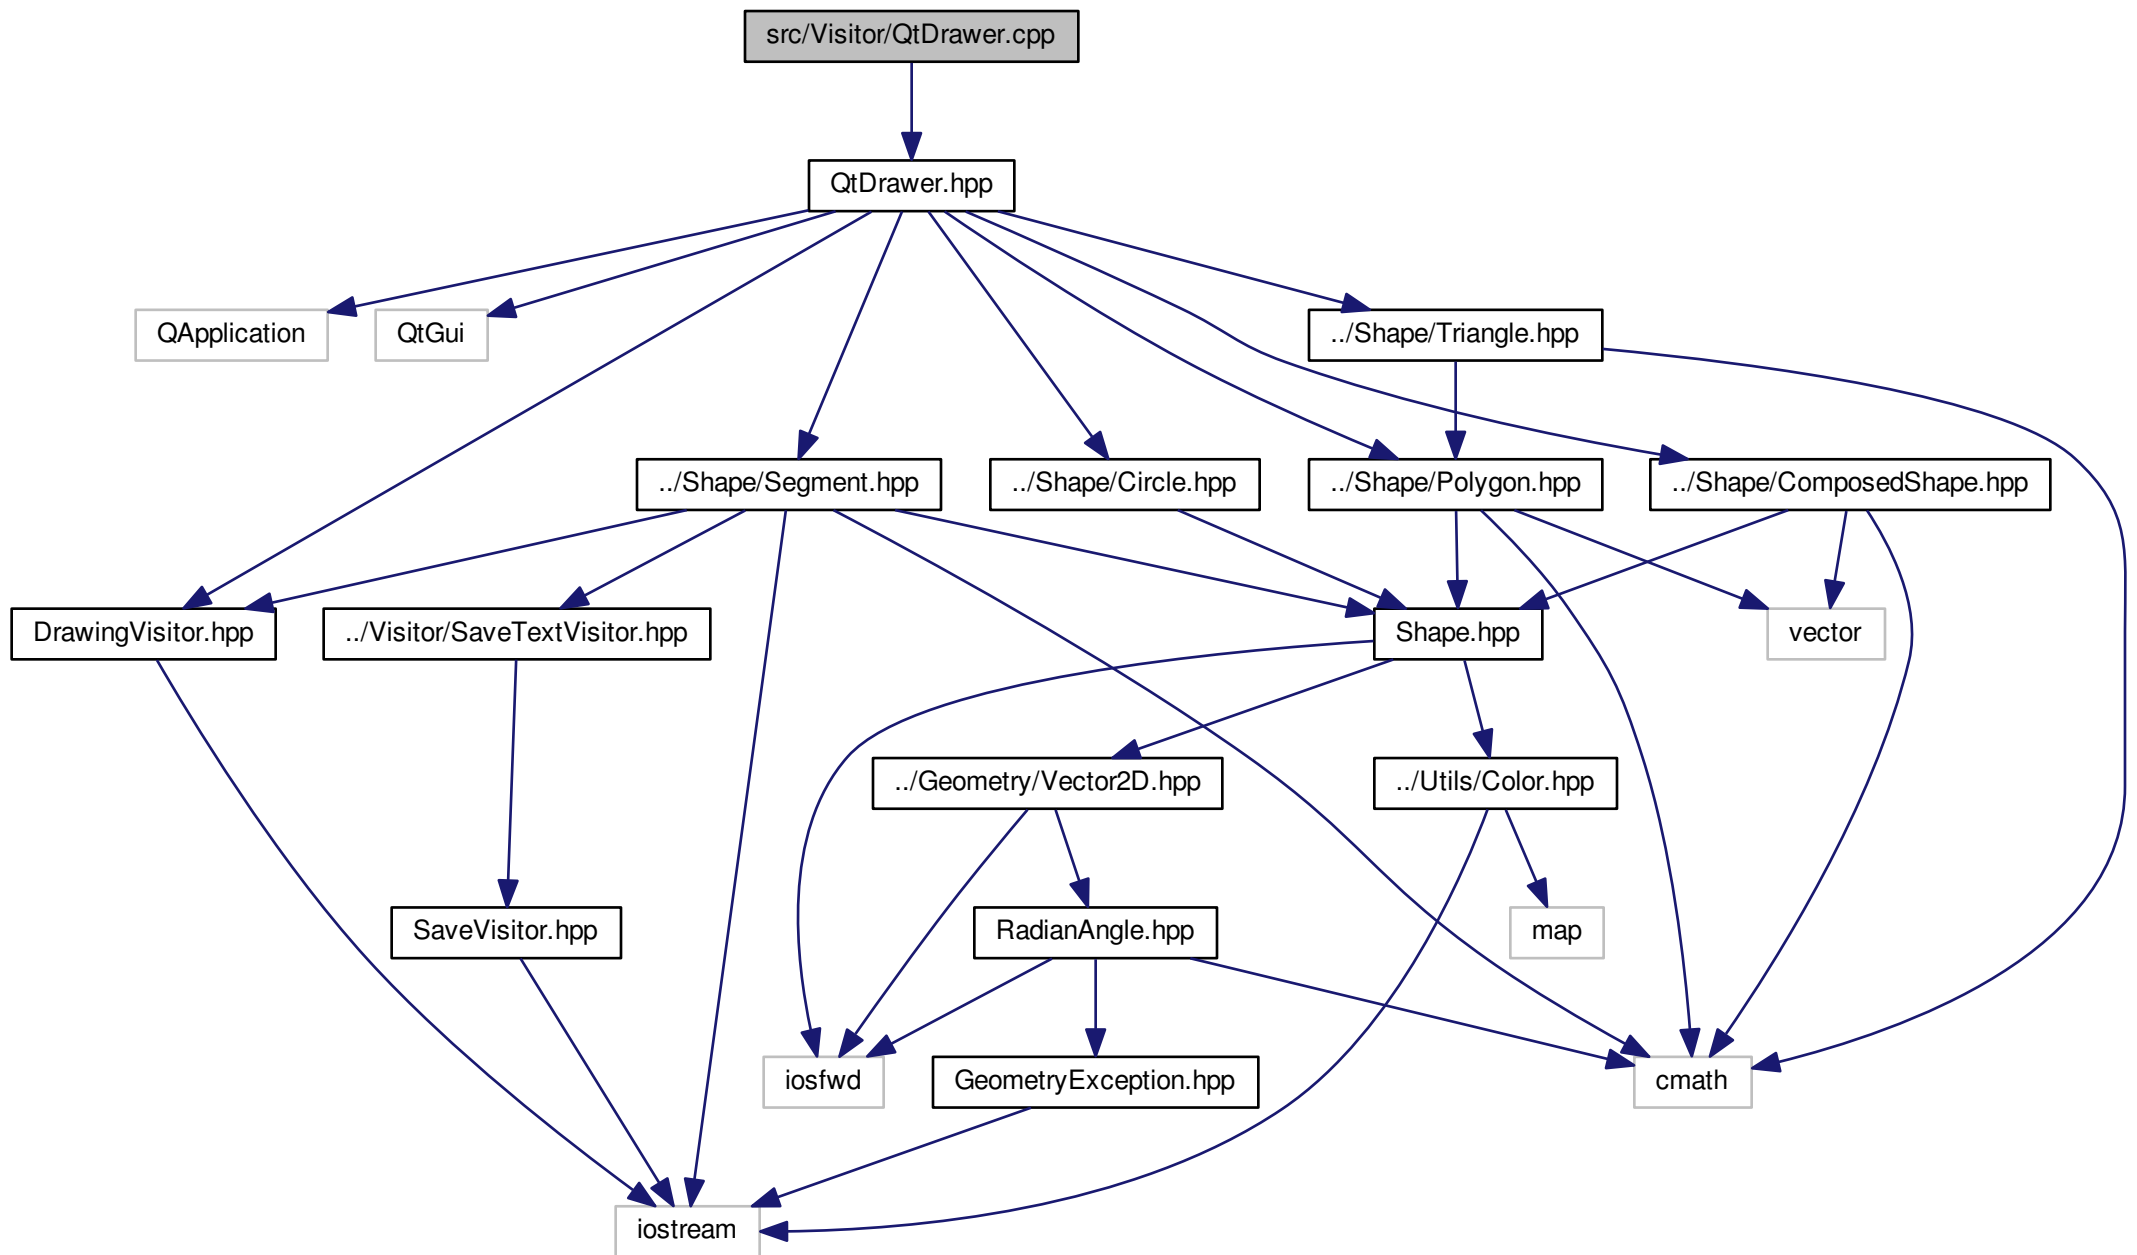 src/Visitor/QtDrawer.cpp
QtDrawer.hpp
QApplication
QtGui
../Shape/Triangle.hpp
../Shape/Segment.hpp
../Shape/Circle.hpp
../Shape/Polygon.hpp
../Shape/ComposedShape.hpp
DrawingVisitor.hpp
../Visitor/SaveTextVisitor.hpp
Shape.hpp
vector
../Geometry/Vector2D.hpp
../Utils/Color.hpp
SaveVisitor.hpp
RadianAngle.hpp
map
iosfwd
GeometryException.hpp
cmath
iostream